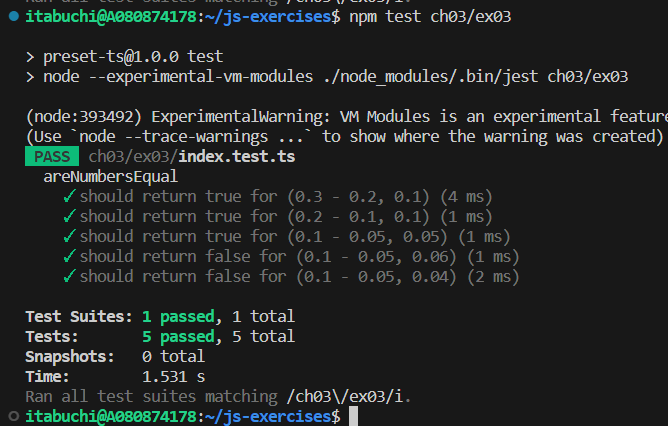 Ran all test suites matching /ch03\/ex03/i.
itabuchi@A080874178:~/js-exercises$ npm test ch03/ex03
> preset-ts@1.0.0 test
> node --experimental-vm-modules ./node_modules/.bin/jest ch03/ex03
(node:393492) ExperimentalWarning: VM Modules is an experimental feature
(Use `node --trace-warnings ...` to show where the warning was created)
PASS ch03/ex03/index.test.ts
areNumbersEqual
✓ should return true for (0.3 - 0.2, 0.1) (4 ms)
✓ should return true for (0.2 - 0.1, 0.1) (1 ms)
✓ should return true for (0.1 - 0.05, 0.05) (1 ms)
✓ should return false for (0.1 - 0.05, 0.06) (1 ms)
✓ should return false for (0.1 - 0.05, 0.04) (2 ms)
Test Suites: 1 passed, 1 total
Tests: 5 passed, 5 total
Snapshots: 0 total
Time: 1.531 s
Ran all test suites matching /ch03\/ex03/i.
itabuchi@A080874178:~/js-exercises$